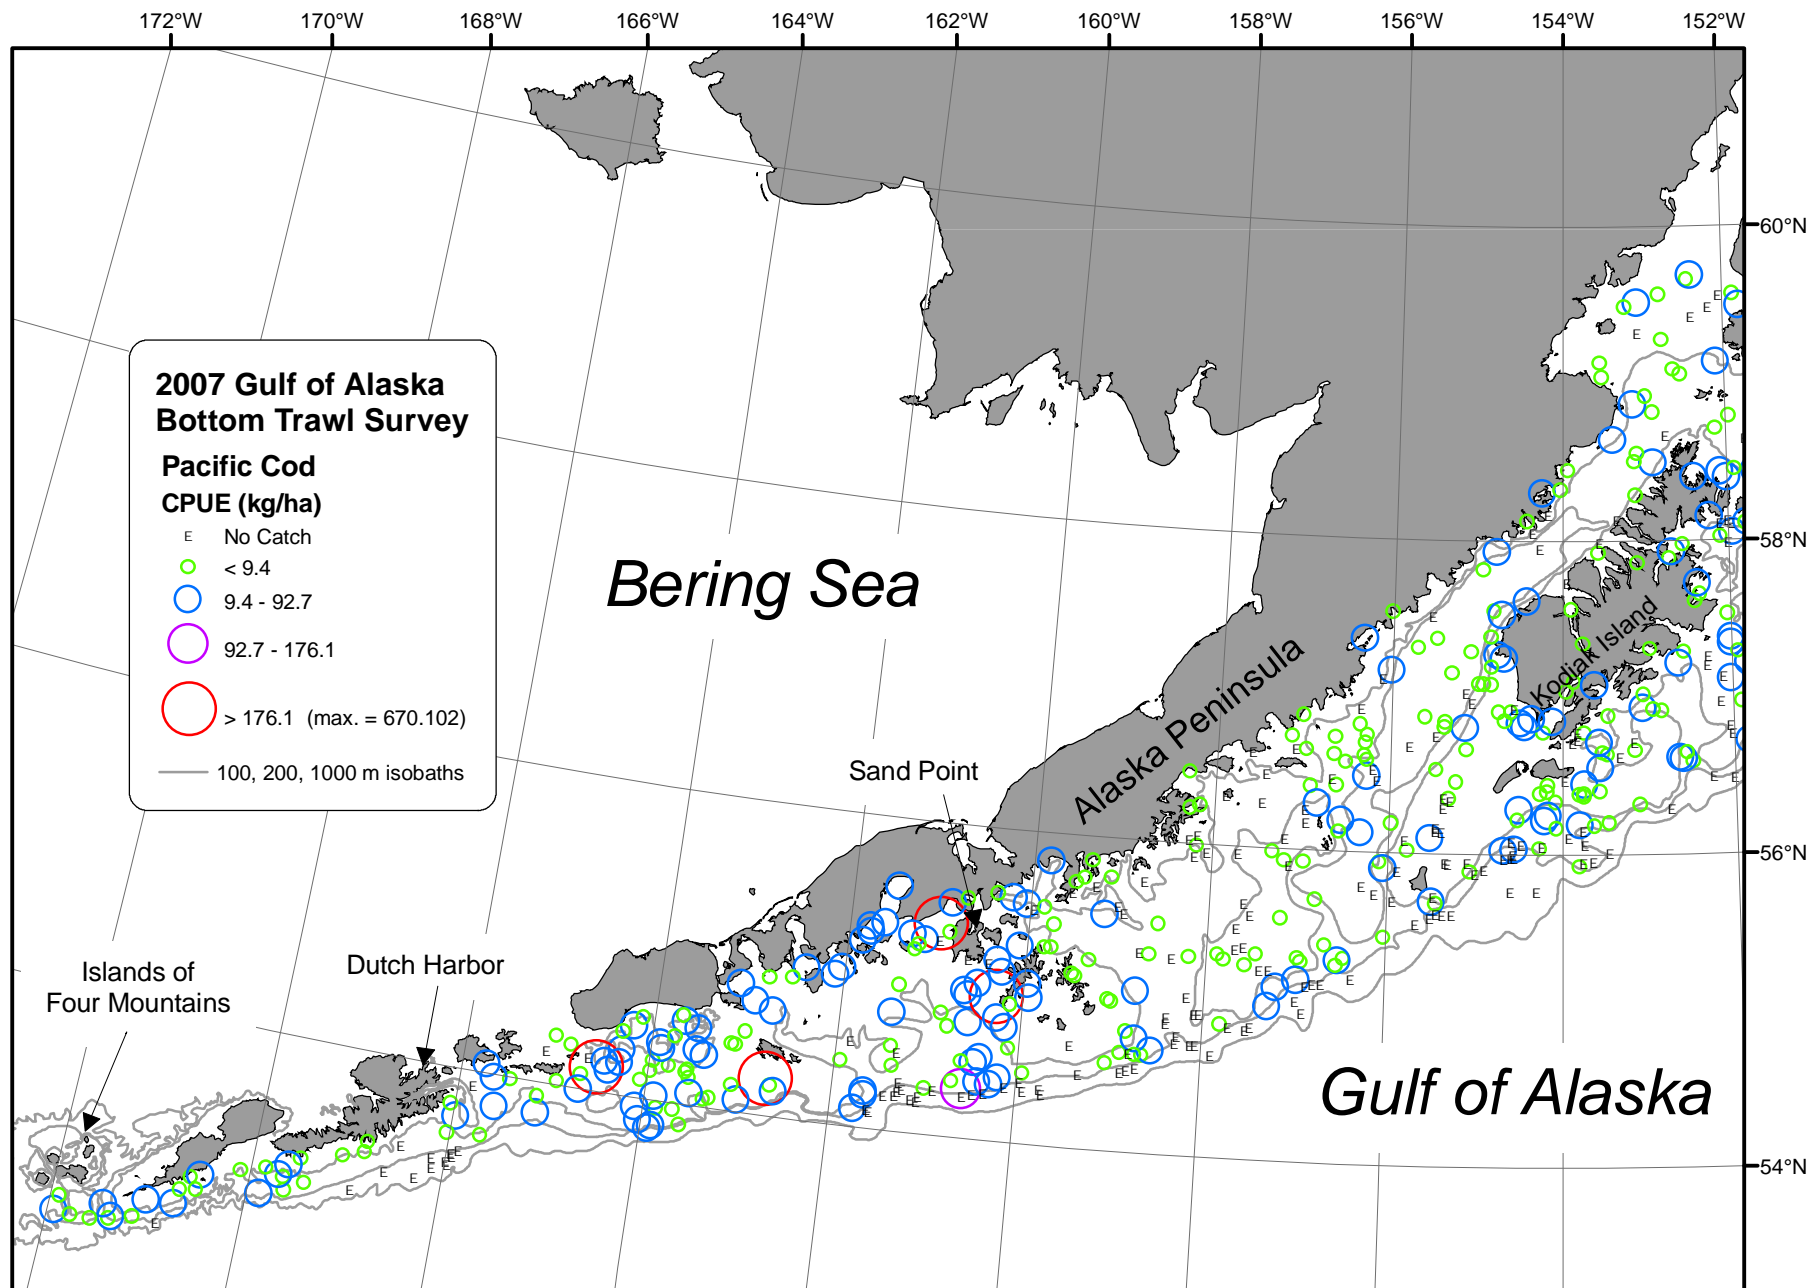 172°W 170°W 168°W 166°W 164°W 162°W 160°W 158°W 156°W 154°W 152°W
60°N
2007 Gulf of Alaska
Bottom Trawl Survey
Pacific Cod
CPUE (kg/ha)
E No Catch
< 9.4
9.4 - 92.7
92.7 - 176.1
> 176.1 (max. = 670.102)
100, 200, 1000 m isobaths
58°N
Bering Sea
Kodiak Island
Alaska Peninsula
Sand Point
56°N
Dutch Harbor
Islands of
Four Mountains
Gulf of Alaska
54°N